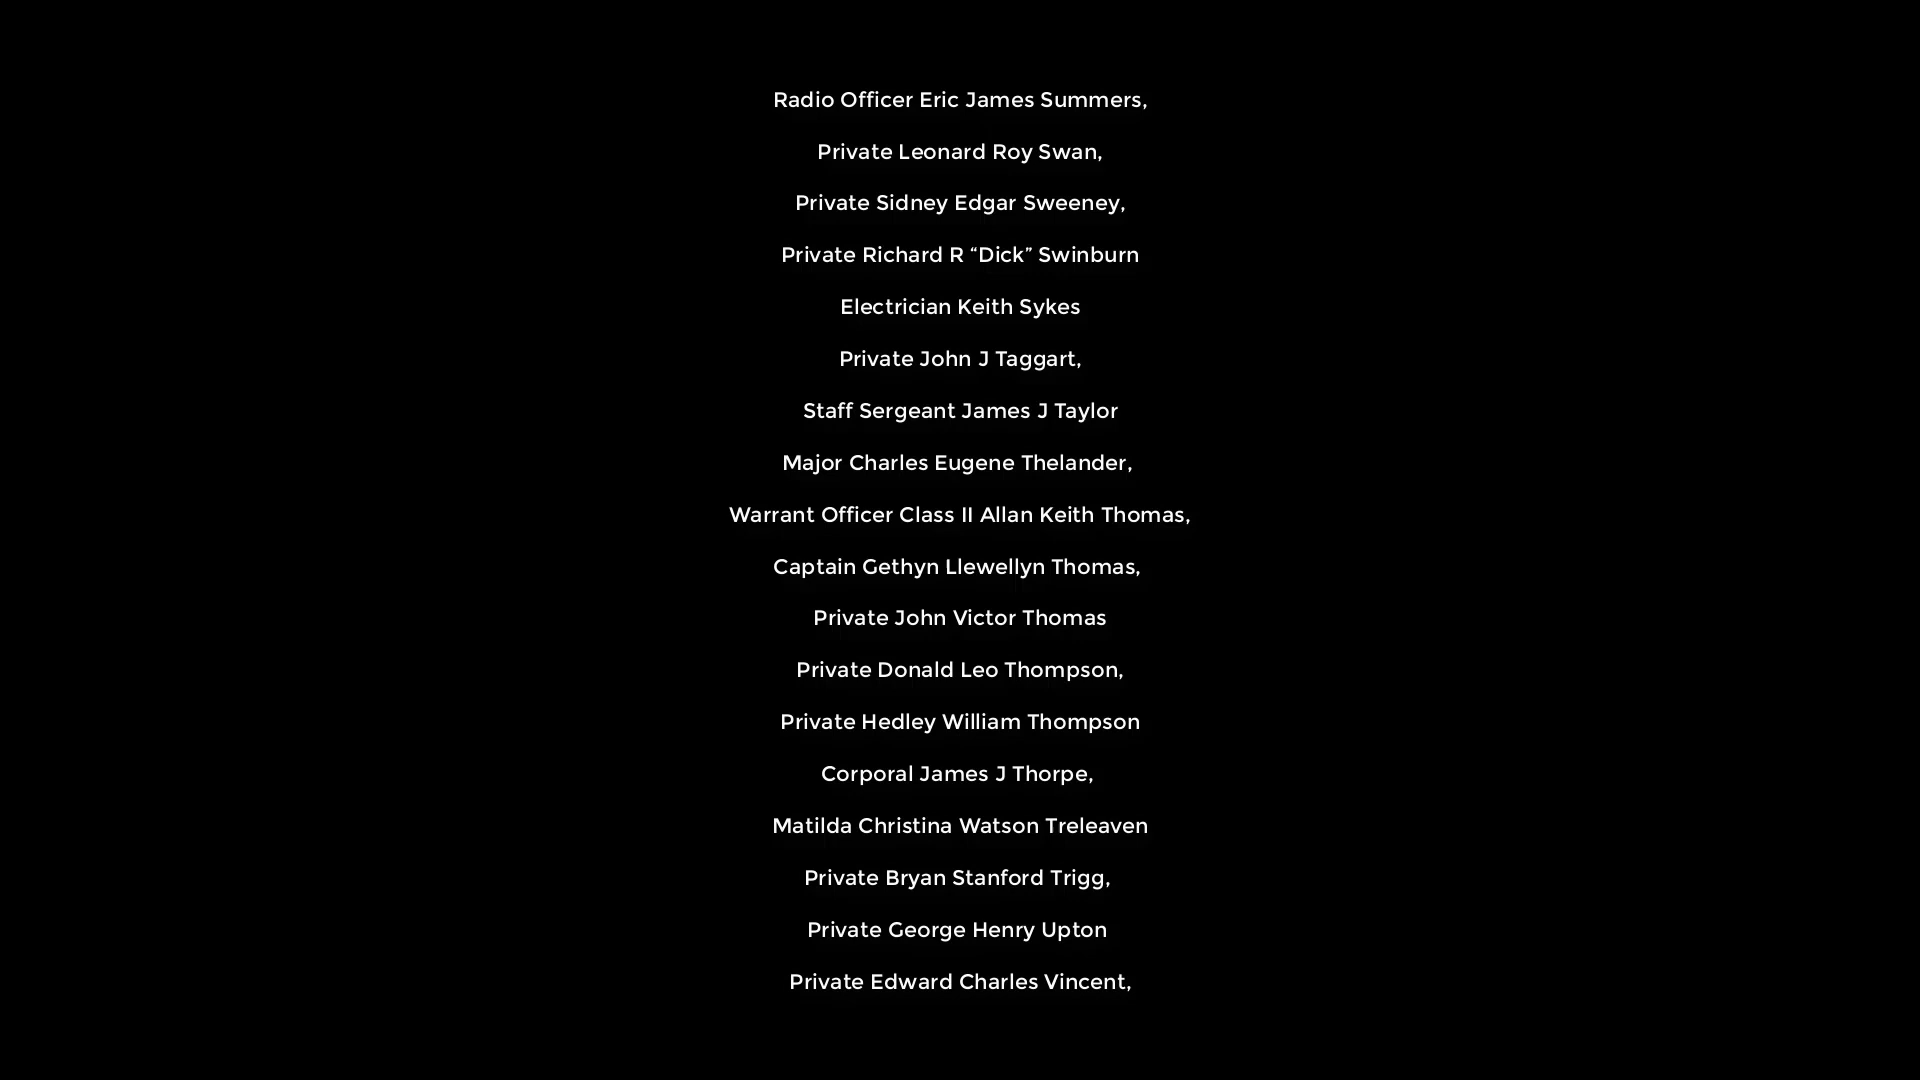 Radio Officer Eric James Summers,
Private Leonard Roy Swan,
Private Sidney Edgar Sweeney,
Private Richard R “Dick” Swinburn
Electrician Keith Sykes
Private John J Taggart,
Staff Sergeant James J Taylor
Major Charles Eugene Thelander,
Warrant Officer Class II Allan Keith Thomas,
Captain Gethyn Llewellyn Thomas,
Private John Victor Thomas
Private Donald Leo Thompson,
Private Hedley William Thompson
Corporal James J Thorpe,
Matilda Christina Watson Treleaven
Private Bryan Stanford Trigg,
Private George Henry Upton
Private Edward Charles Vincent,